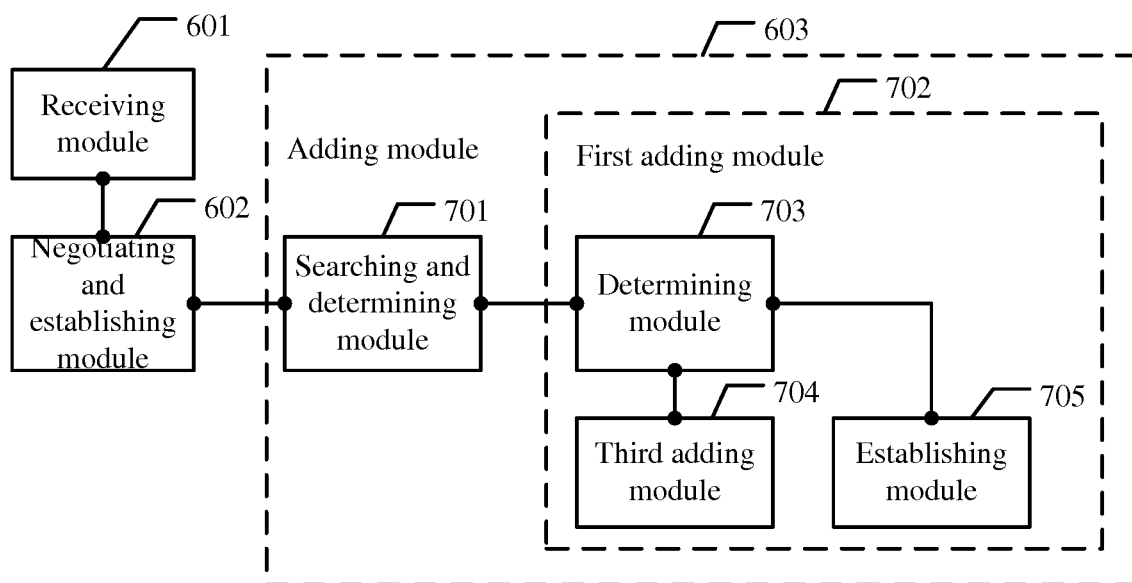 601
603
702
Receiving
module
Adding module
First adding module
602
701
703
Negotiating
and
establishing
module
Searching and
determining
module
Determining
module
704
705
Third adding
module
Establishing
module